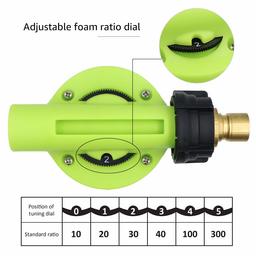 Adjustable foam ratio dial
2
2
Position of tuning dial 0 1 2 3 4 5
Standard ratio 10 20 30 40 100 300